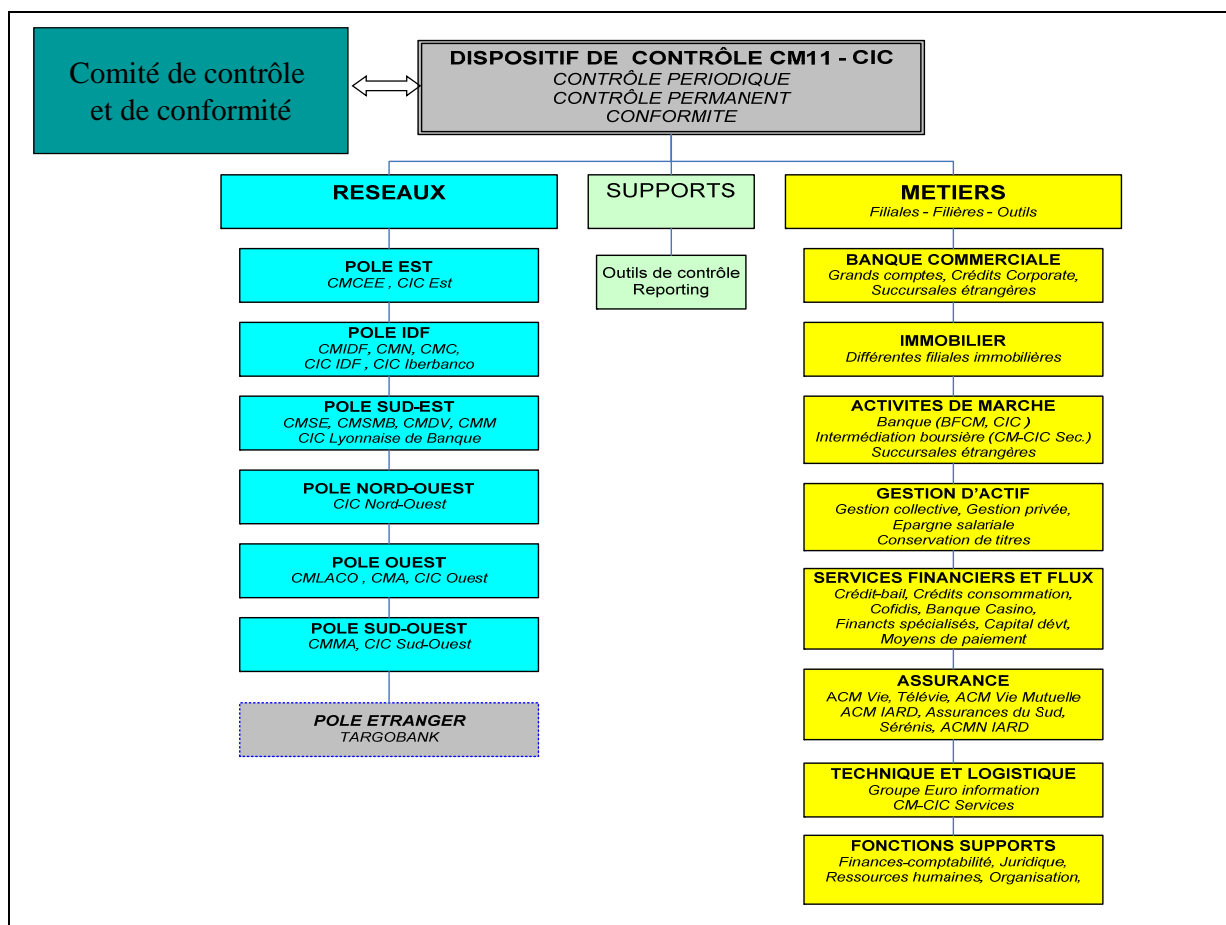 Comité de contrôle
et de conformité
DISPOSITIF DE CONTRÔLE CM11 - CIC
CONTRÔLE PERIODIQUE
CONTRÔLE PERMANENT
CONFORMITE
RESEAUX
POLE EST
CMCEE , CIC Est
POLE IDF
CMIDF, CMN, CMC,
CIC IDF , CIC Iberbanco
POLE SUD-EST
CMSE, CMSMB, CMDV, CMM
CIC Lyonnaise de Banque
POLE NORD-OUEST
CIC Nord-Ouest
POLE OUEST
CMLACO , CMA, CIC Ouest
POLE SUD-OUEST
CMMA, CIC Sud-Ouest
POLE ETRANGER
TARGOBANK
SUPPORTS
Outils de contrôle
Reporting
METIERS
Filiales - Filières - Outils
BANQUE COMMERCIALE
Grands comptes, Crédits Corporate,
Succursales étrangères
IMMOBILIER
Différentes filiales immobilières
ACTIVITES DE MARCHE
Banque (BFCM, CIC )
Intermédiation boursière (CM-CIC Sec.)
Succursales étrangères
GESTION D'ACTIF
Gestion collective, Gestion privée,
Epargne salariale
Conservation de titres
SERVICES FINANCIERS ET FLUX
Crédit-bail, Crédits consommation,
Cofidis, Banque Casino,
Financts spécialisés, Capital dévt,
Moyens de paiement
ASSURANCE
ACM Vie, Télévie, ACM Vie Mutuelle
ACM IARD, Assurances du Sud,
Sérénis, ACMN IARD
TECHNIQUE ET LOGISTIQUE
Groupe Euro information
CM-CIC Services
FONCTIONS SUPPORTS
Finances-comptabilité, Juridique,
Ressources humaines, Organisation,